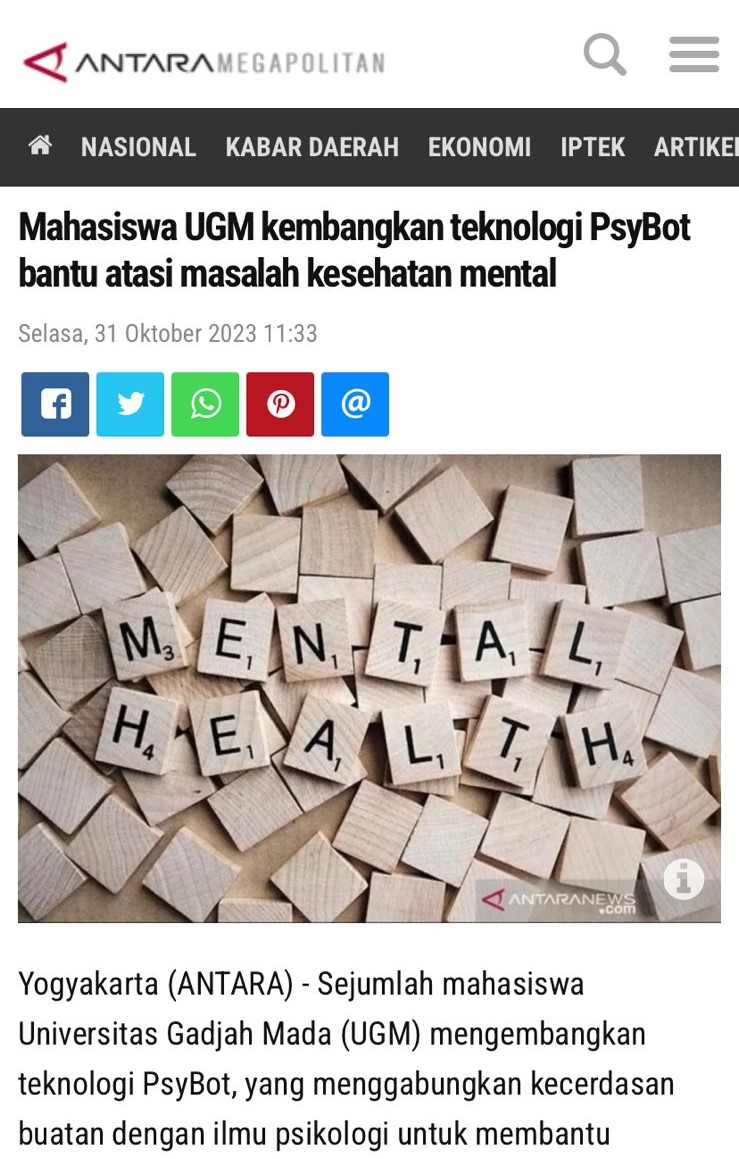 ANTARAMEGAPOLITAN
NASIONAL KABAR DAERAH EKONOMI IPTEK ARTIKEL
Mahasiswa UGM kembangkan teknologi PsyBot
bantu atasi masalah kesehatan mental
Selasa, 31 Oktober 2023 11:33
M3 E1 N1 T1 A1 L1
H4 E1 A1 L1 T1 H4
ANTARANEWS
.com
Yogyakarta (ANTARA) - Sejumlah mahasiswa
Universitas Gadjah Mada (UGM) mengembangkan
teknologi PsyBot, yang menggabungkan kecerdasan
buatan dengan ilmu psikologi untuk membantu